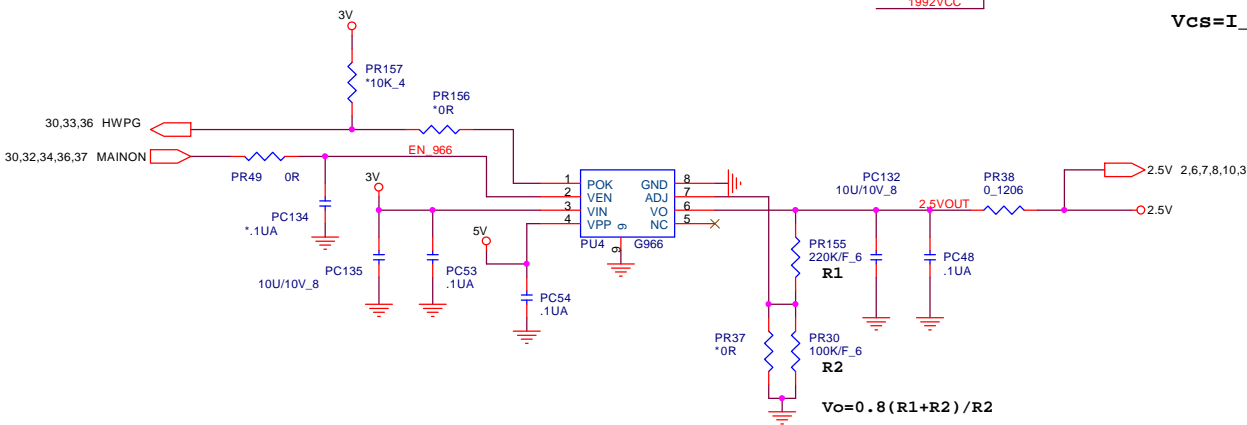 1992VCC
Vcs=I_
3V
PR157
*10K_4
PR156
*0R
30,33,36 HWPG
30,32,34,36,37 MAINON
EN_966
PR49 0R
PC134
*.1UA
3V
PC135
10U/10V_8
PC53
.1UA
5V
PC54
.1UA
1 POK GND 8
2 VEN ADJ 7
3 VIN VO 6
4 VPP 9 NC 5
PU4 9 G966
PC132
10U/10V_8
PR38
0_1206
2.5V 2,6,7,8,10,3
2.5VOUT
2.5V
PR155
220K/F_6
R1
PC48
.1UA
PR37
*0R
PR30
100K/F_6
R2
Vo=0.8(R1+R2)/R2